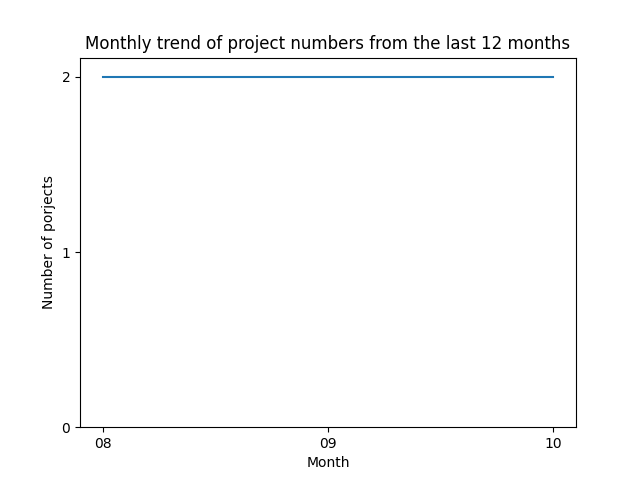 Monthly trend of project numbers from the last 12 months
Number of porjects
2
1
0
08 09 10
Month